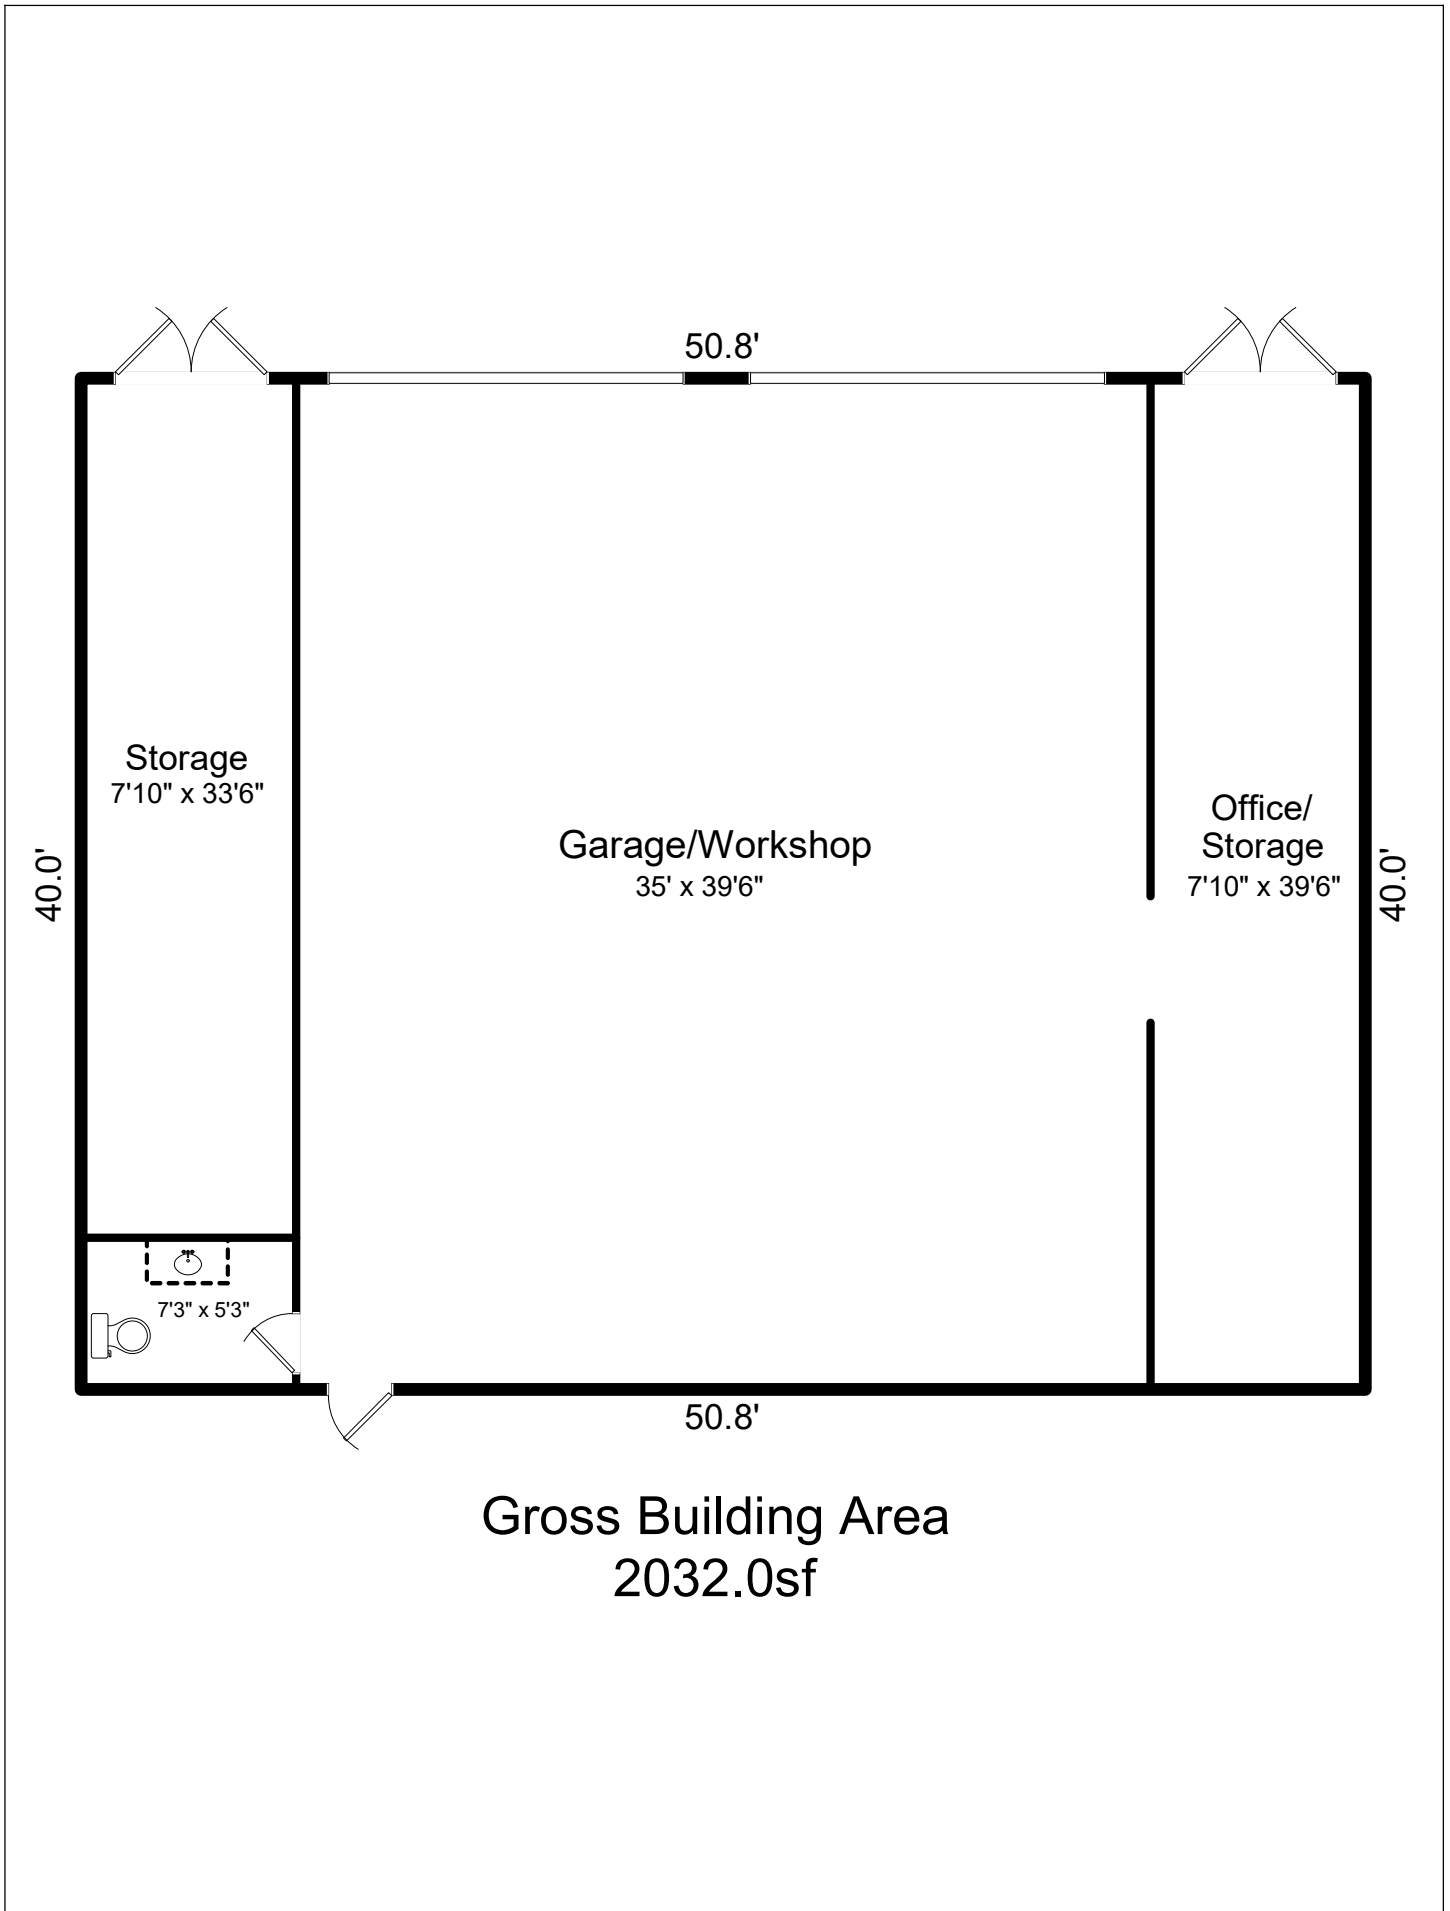 50.8'
Storage
7'10" x 33'6"
Garage/Workshop
35' x 39'6"
Office/
Storage
7'10" x 39'6"
40.0'
40.0'
7'3" x 5'3"
50.8'
Gross Building Area
2032.0sf